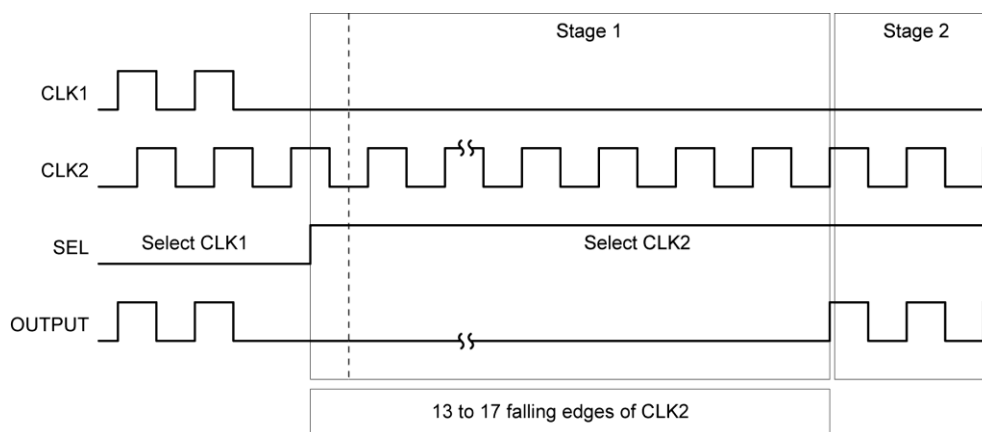 Stage 1
Stage 2
CLK1
CLK2
SEL
Select CLK1
Select CLK2
OUTPUT
13 to 17 falling edges of CLK2